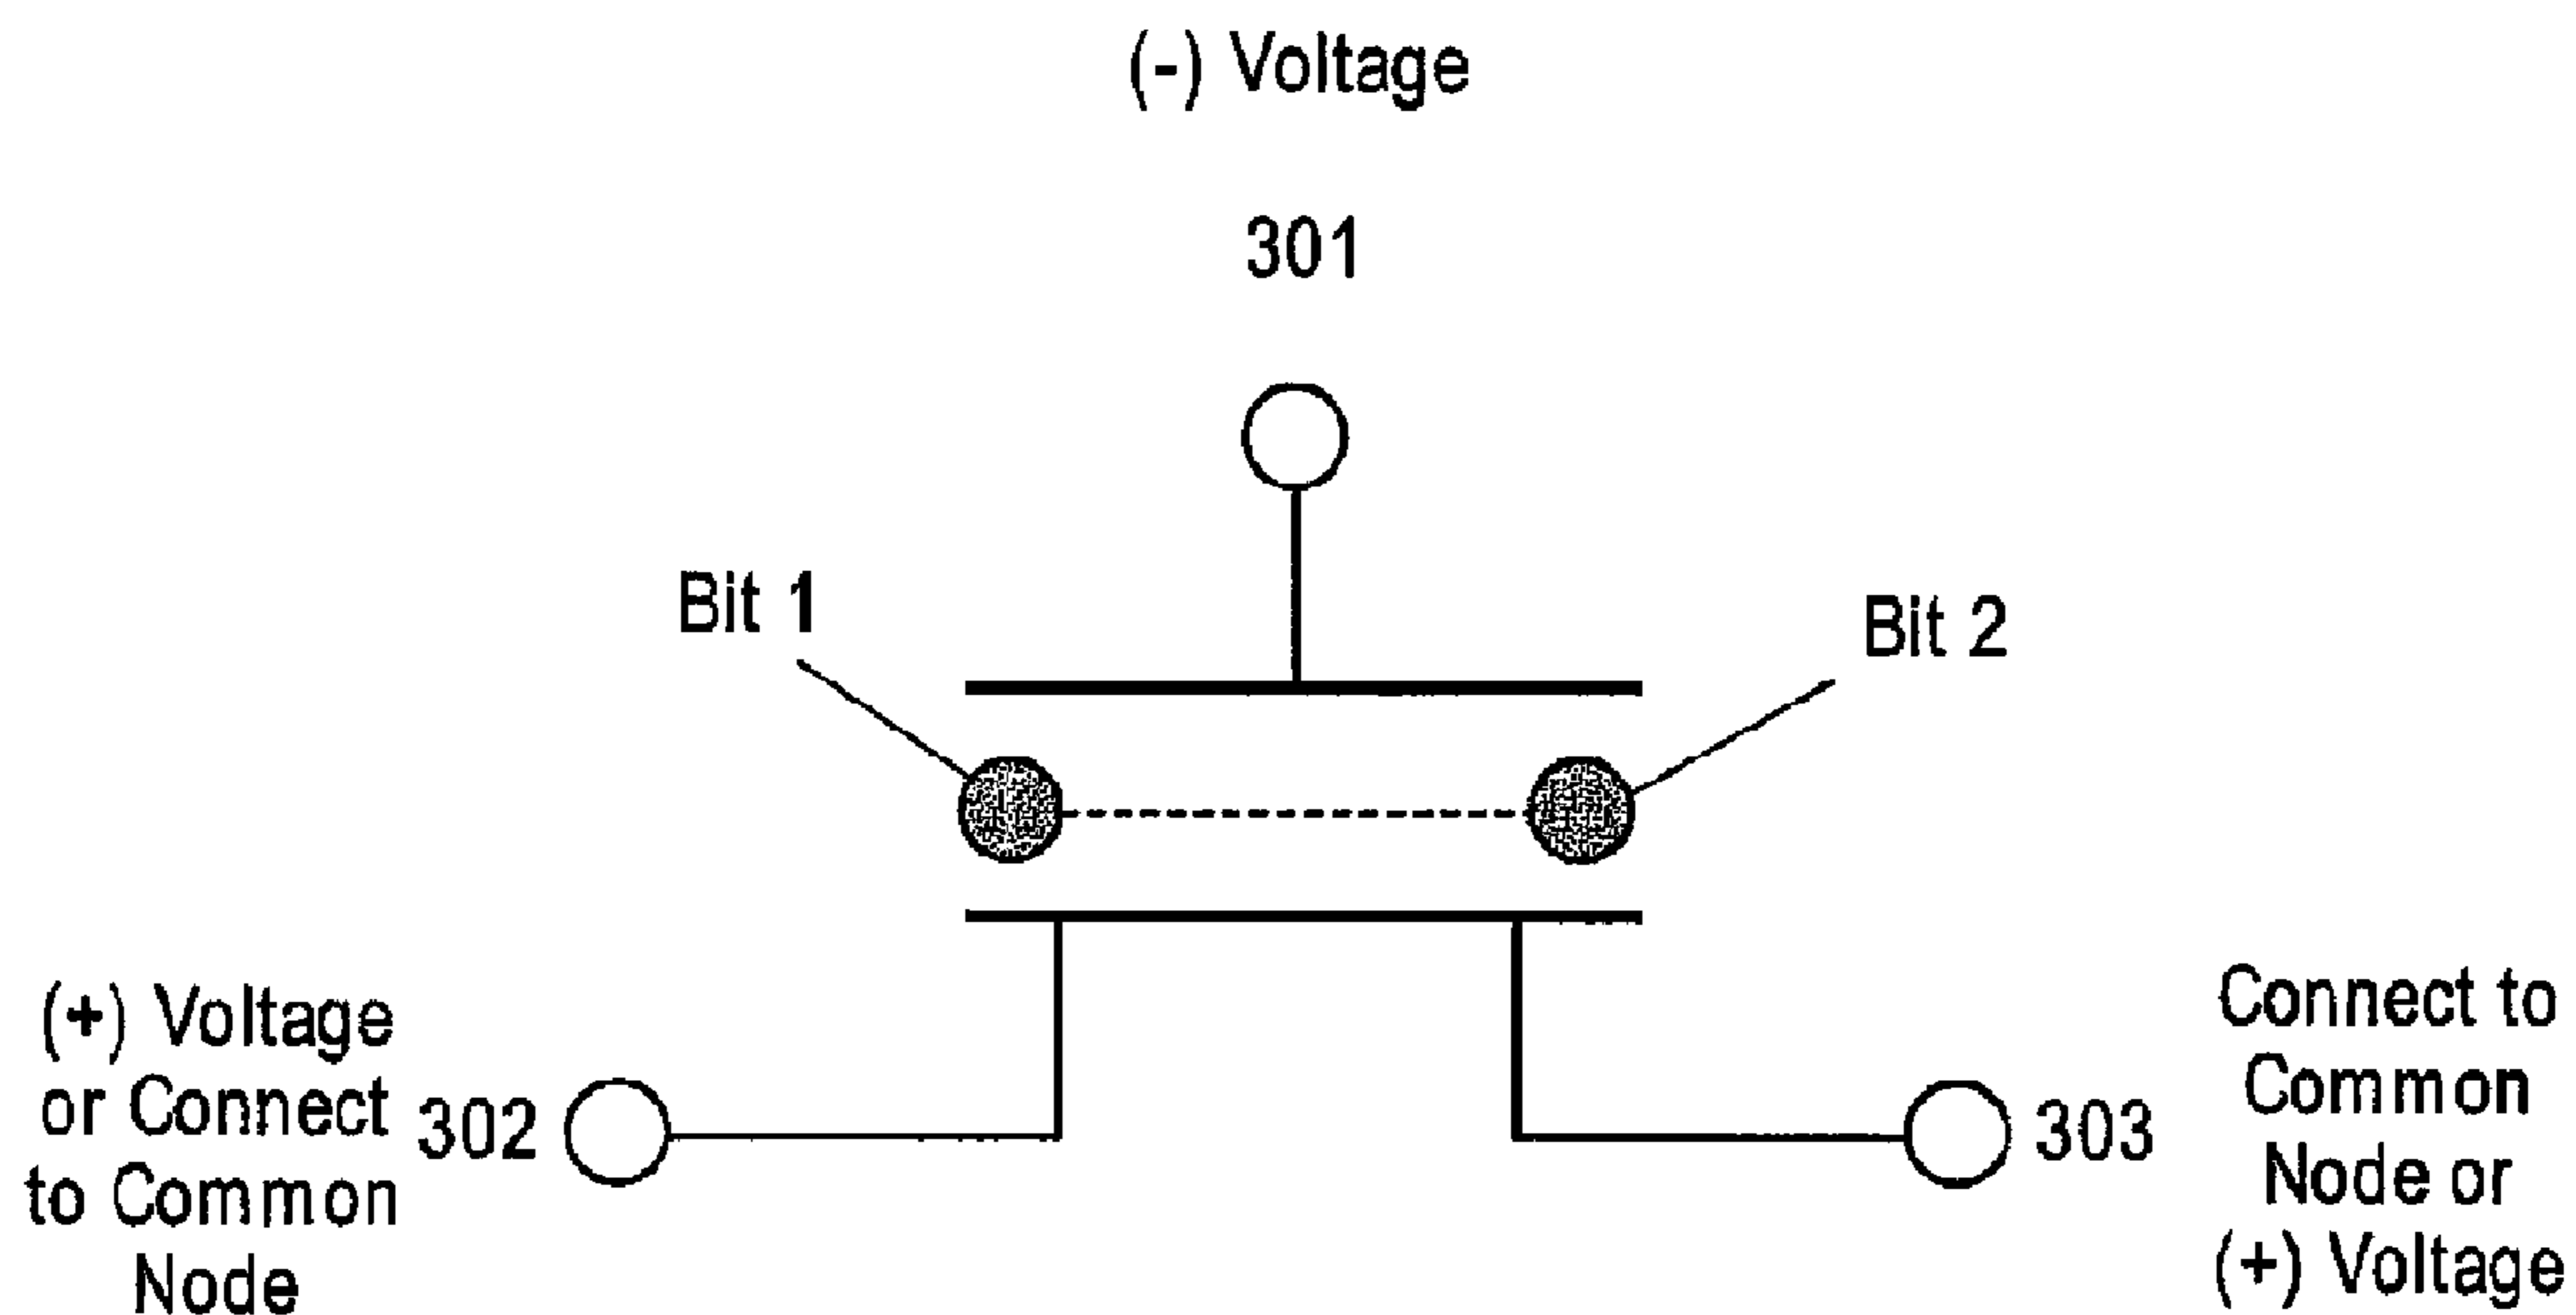 (-) Voltage
301
Bit 1
Bit 2
(+) Voltage
or Connect
to Common
Node
302
303
Connect to
Common
Node or
(+) Voltage